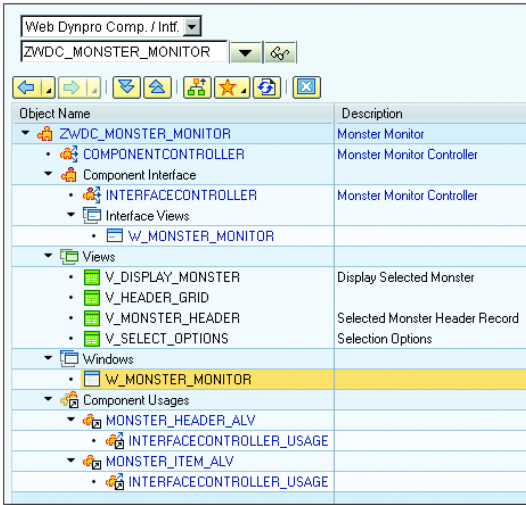 Web Dynpro Comp. / Intf.
ZWDC_MONSTER_MONITOR
Object Name Description
ZWDC_MONSTER_MONITOR Monster Monitor
COMPONENTCONTROLLER Monster Monitor Controller
Component Interface
INTERFACECONTROLLER Monster Monitor Controller
Interface Views
W_MONSTER_MONITOR
Views
V_DISPLAY_MONSTER Display Selected Monster
V_HEADER_GRID
V_MONSTER_HEADER Selected Monster Header Record
V_SELECT_OPTIONS Selection Options
Windows
W_MONSTER_MONITOR
Component Usages
MONSTER_HEADER_ALV
INTERFACECONTROLLER_USAGE
MONSTER_ITEM_ALV
INTERFACECONTROLLER_USAGE